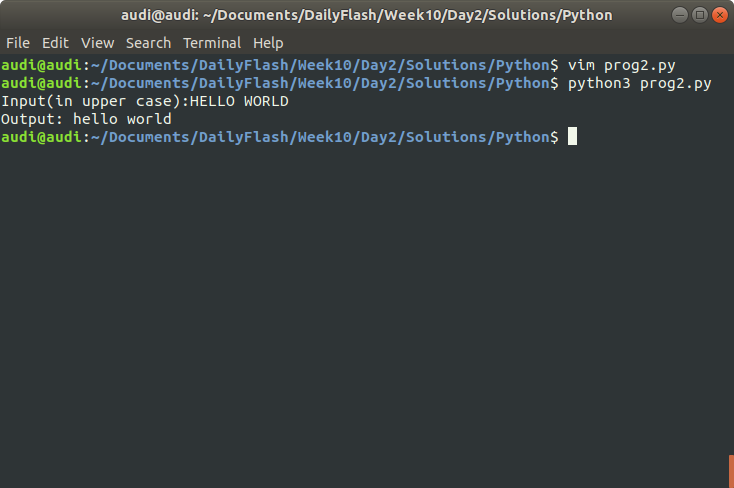 audi@audi: ~/Documents/DailyFlash/Week10/Day2/Solutions/Python
File Edit View Search Terminal Help
audi@audi:~/Documents/DailyFlash/Week10/Day2/Solutions/Python$ vim prog2.py
audi@audi:~/Documents/DailyFlash/Week10/Day2/Solutions/Python$ python3 prog2.py
Input(in upper case):HELLO WORLD
Output: hello world
audi@audi:~/Documents/DailyFlash/Week10/Day2/Solutions/Python$